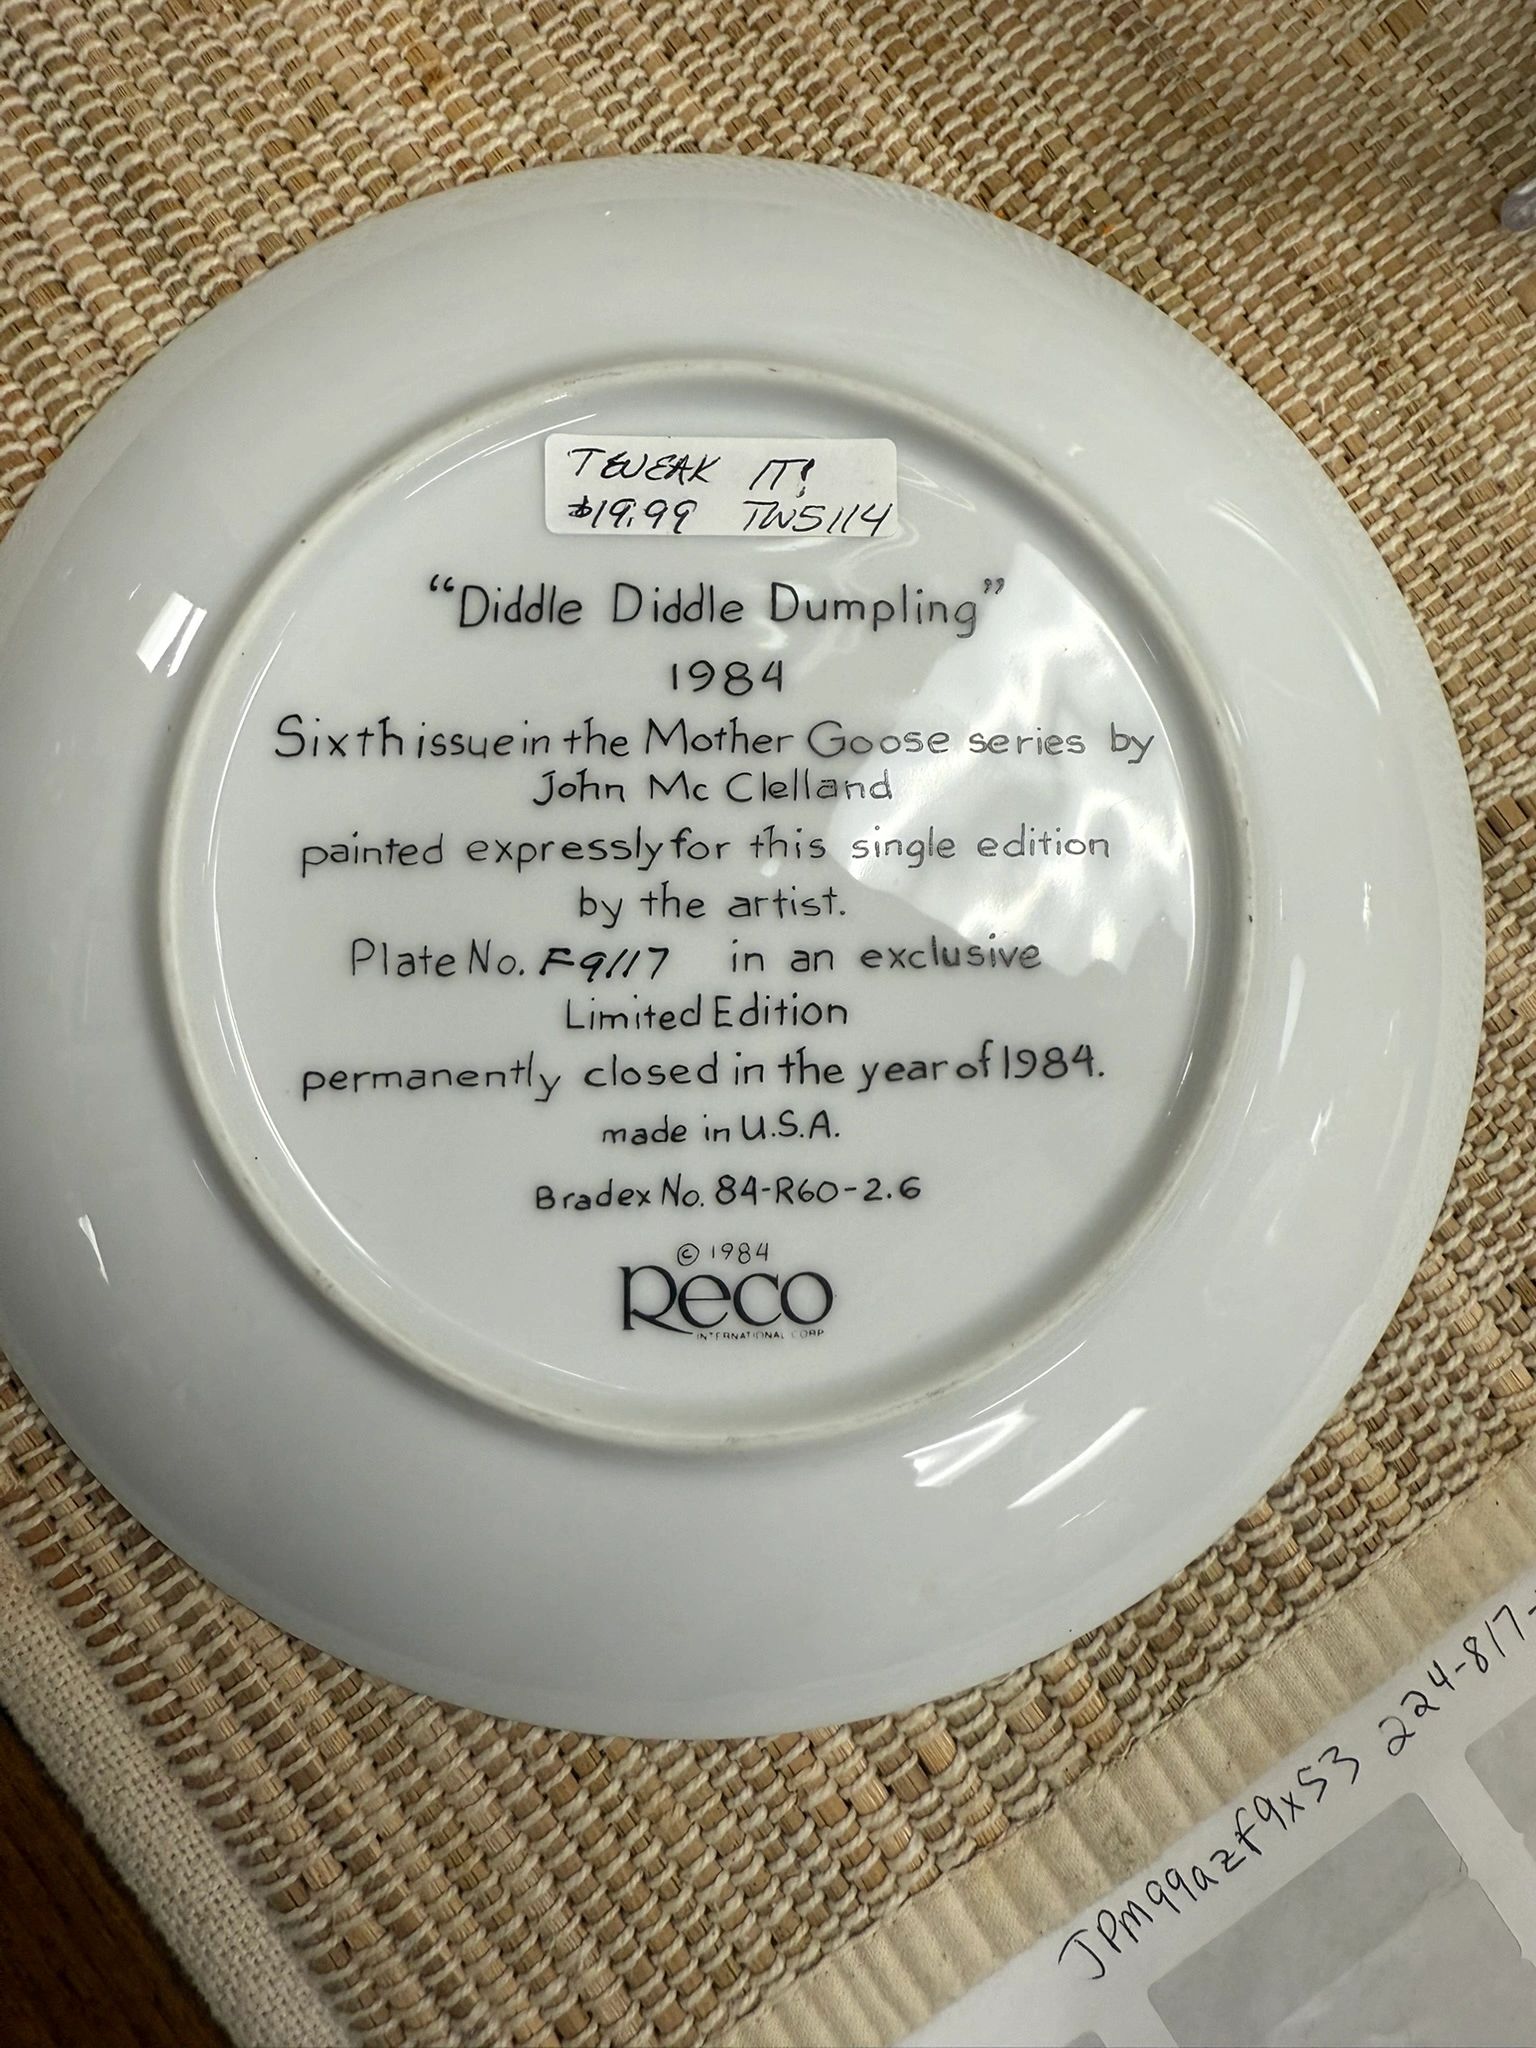 TWEAK IT!
$19.99 TW5114
“Diddle Diddle Dumpling”
1984
Sixth issue in the Mother Goose series by
John Mc Clelland
painted expressly for this single edition
by the artist.
Plate No. F9117 in an exclusive
Limited Edition
permanently closed in the year of 1984.
made in U.S.A.
Bradex No. 84-R60-2.6
© 1984
Reco
INTERNATIONAL CORP
JPM99azf9x53 224-817-